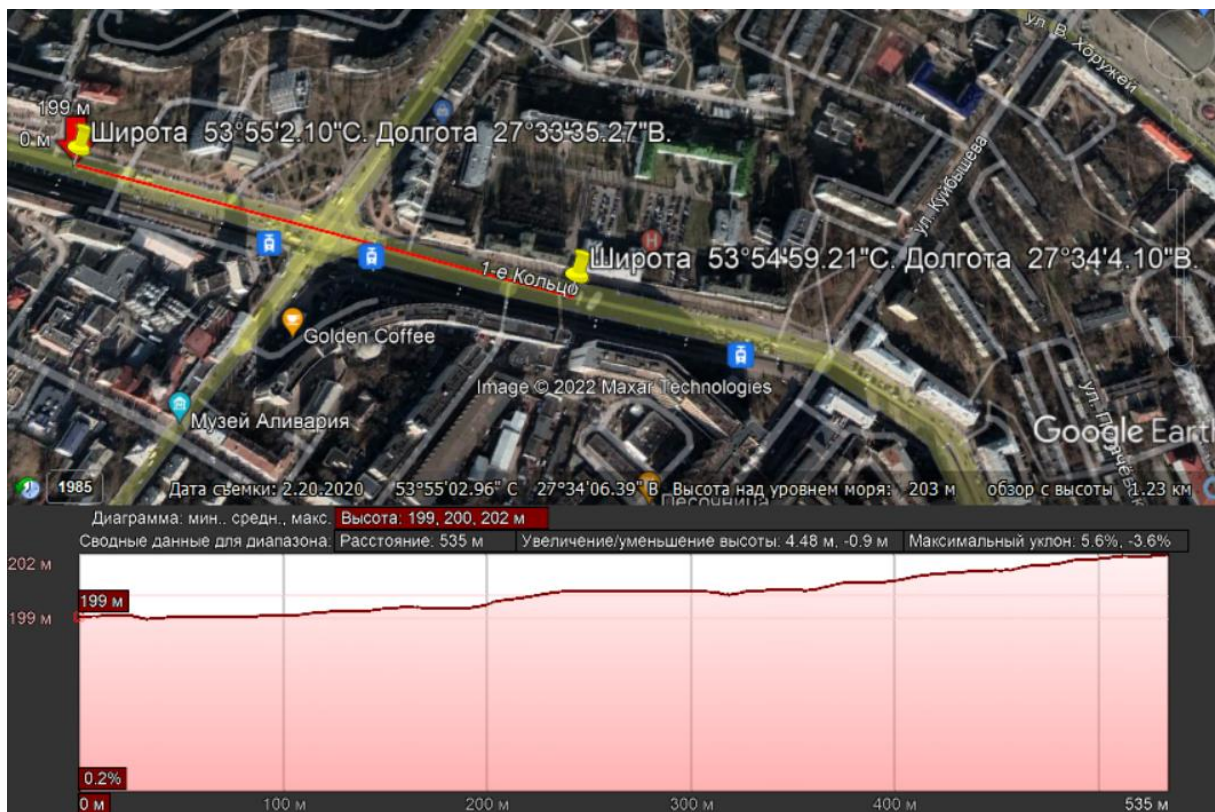 ул. В. Хоружей
199 м
0 м
Широта 53°55'2.10"С. Долгота 27°33'35.27"В.
ул. Куйбышева
Широта 53°54'59.21"С. Долгота 27°34'4.10"В.
1-е Кольцо
Golden Coffee
Image © 2022 Maxar Technologies
Музей Аливария
Google Earth
Песочница
1985 Дата съемки: 2.20.2020 53°55'02.96" С 27°34'06.39" В Высота над уровнем моря: 203 м обзор с высоты 1.23 км
Диаграмма: мин.. средн., макс. Высота: 199, 200, 202 м
Сводные данные для диапазона: Расстояние: 535 м Увеличение/уменьшение высоты: 4.48 м, -0.9 м Максимальный уклон: 5.6%, -3.6%
202 м
199 м
199 м
0.2%
0 м 100 м 200 м 300 м 400 м 535 м